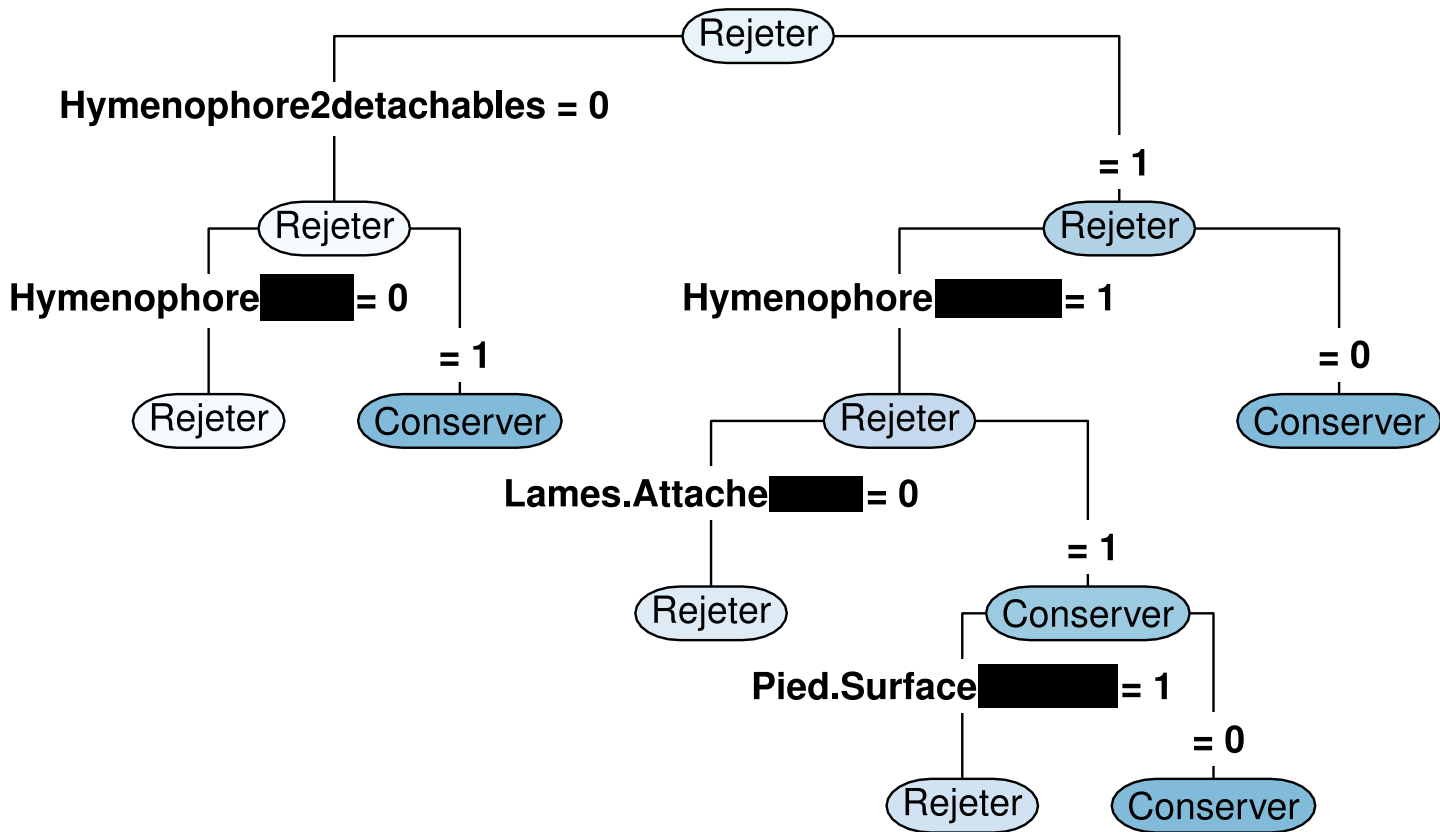 Rejeter
Hymenophore2detachables = 0
= 1
Rejeter
Rejeter
Hymenophore = 0
Hymenophore = 1
= 1
= 0
Rejeter
Conserver
Rejeter
Conserver
Lames.Attache = 0
= 1
Rejeter
Conserver
Pied.Surface = 1
= 0
Rejeter
Conserver